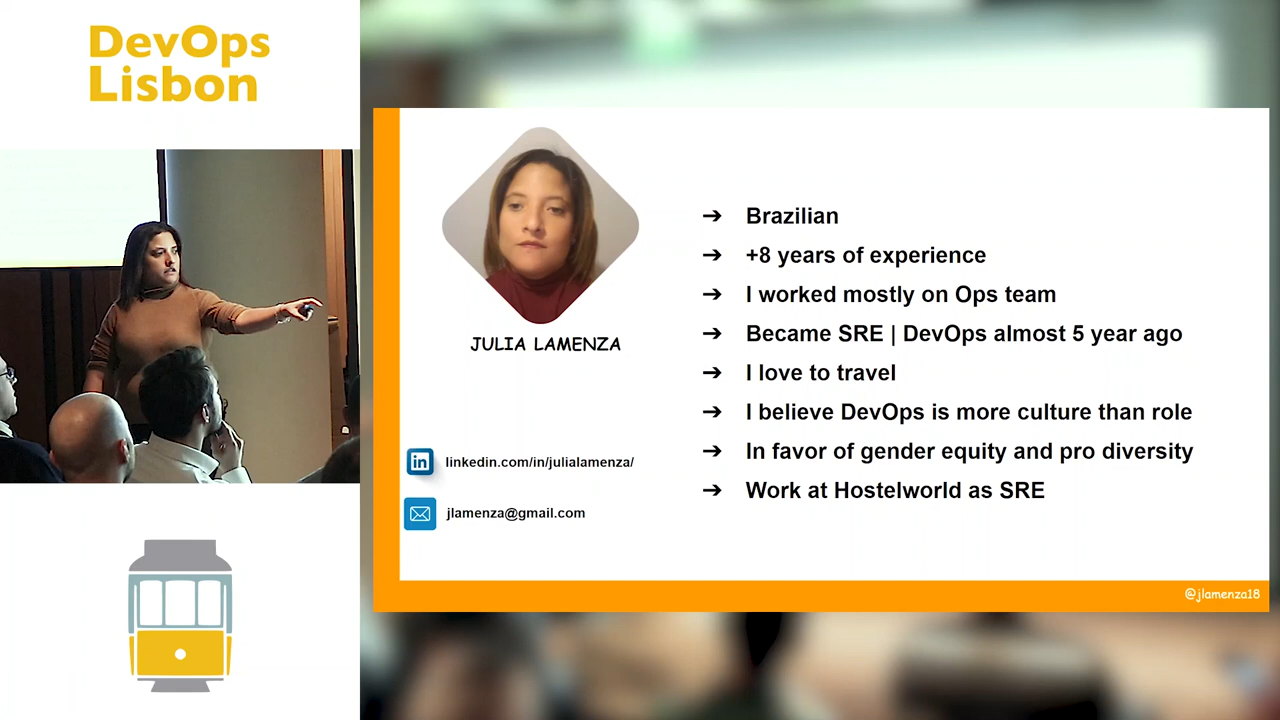 DevOps
Lisbon
JULIA LAMENZA
linkedin.com/in/julialamenza/
jlamenza@gmail.com
➔ Brazilian
➔ +8 years of experience
➔ I worked mostly on Ops team
➔ Became SRE | DevOps almost 5 year ago
➔ I love to travel
➔ I believe DevOps is more culture than role
➔ In favor of gender equity and pro diversity
➔ Work at Hostelworld as SRE
@jlamenza18